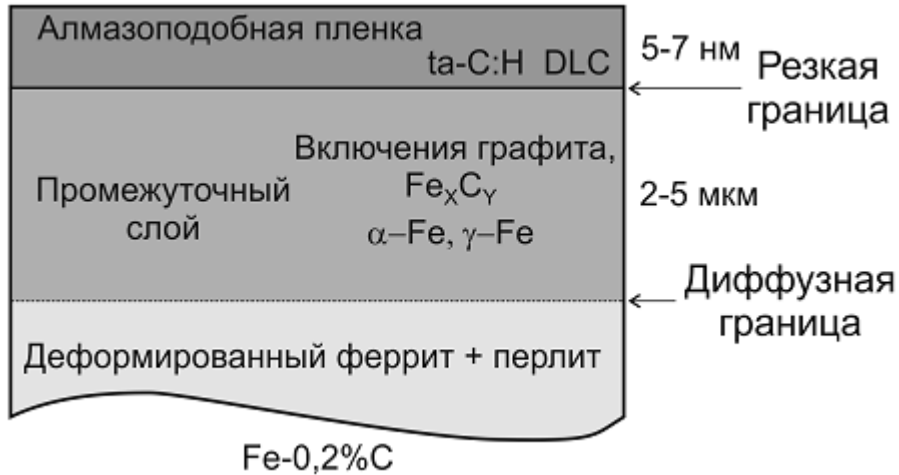 Алмазоподобная пленка
ta-C:H DLC
5-7 нм
Резкая
граница
Включения графита,
FeXCY
α–Fe, γ–Fe
Промежуточный
слой
2-5 мкм
Диффузная
граница
Деформированный феррит + перлит
Fe-0,2%C